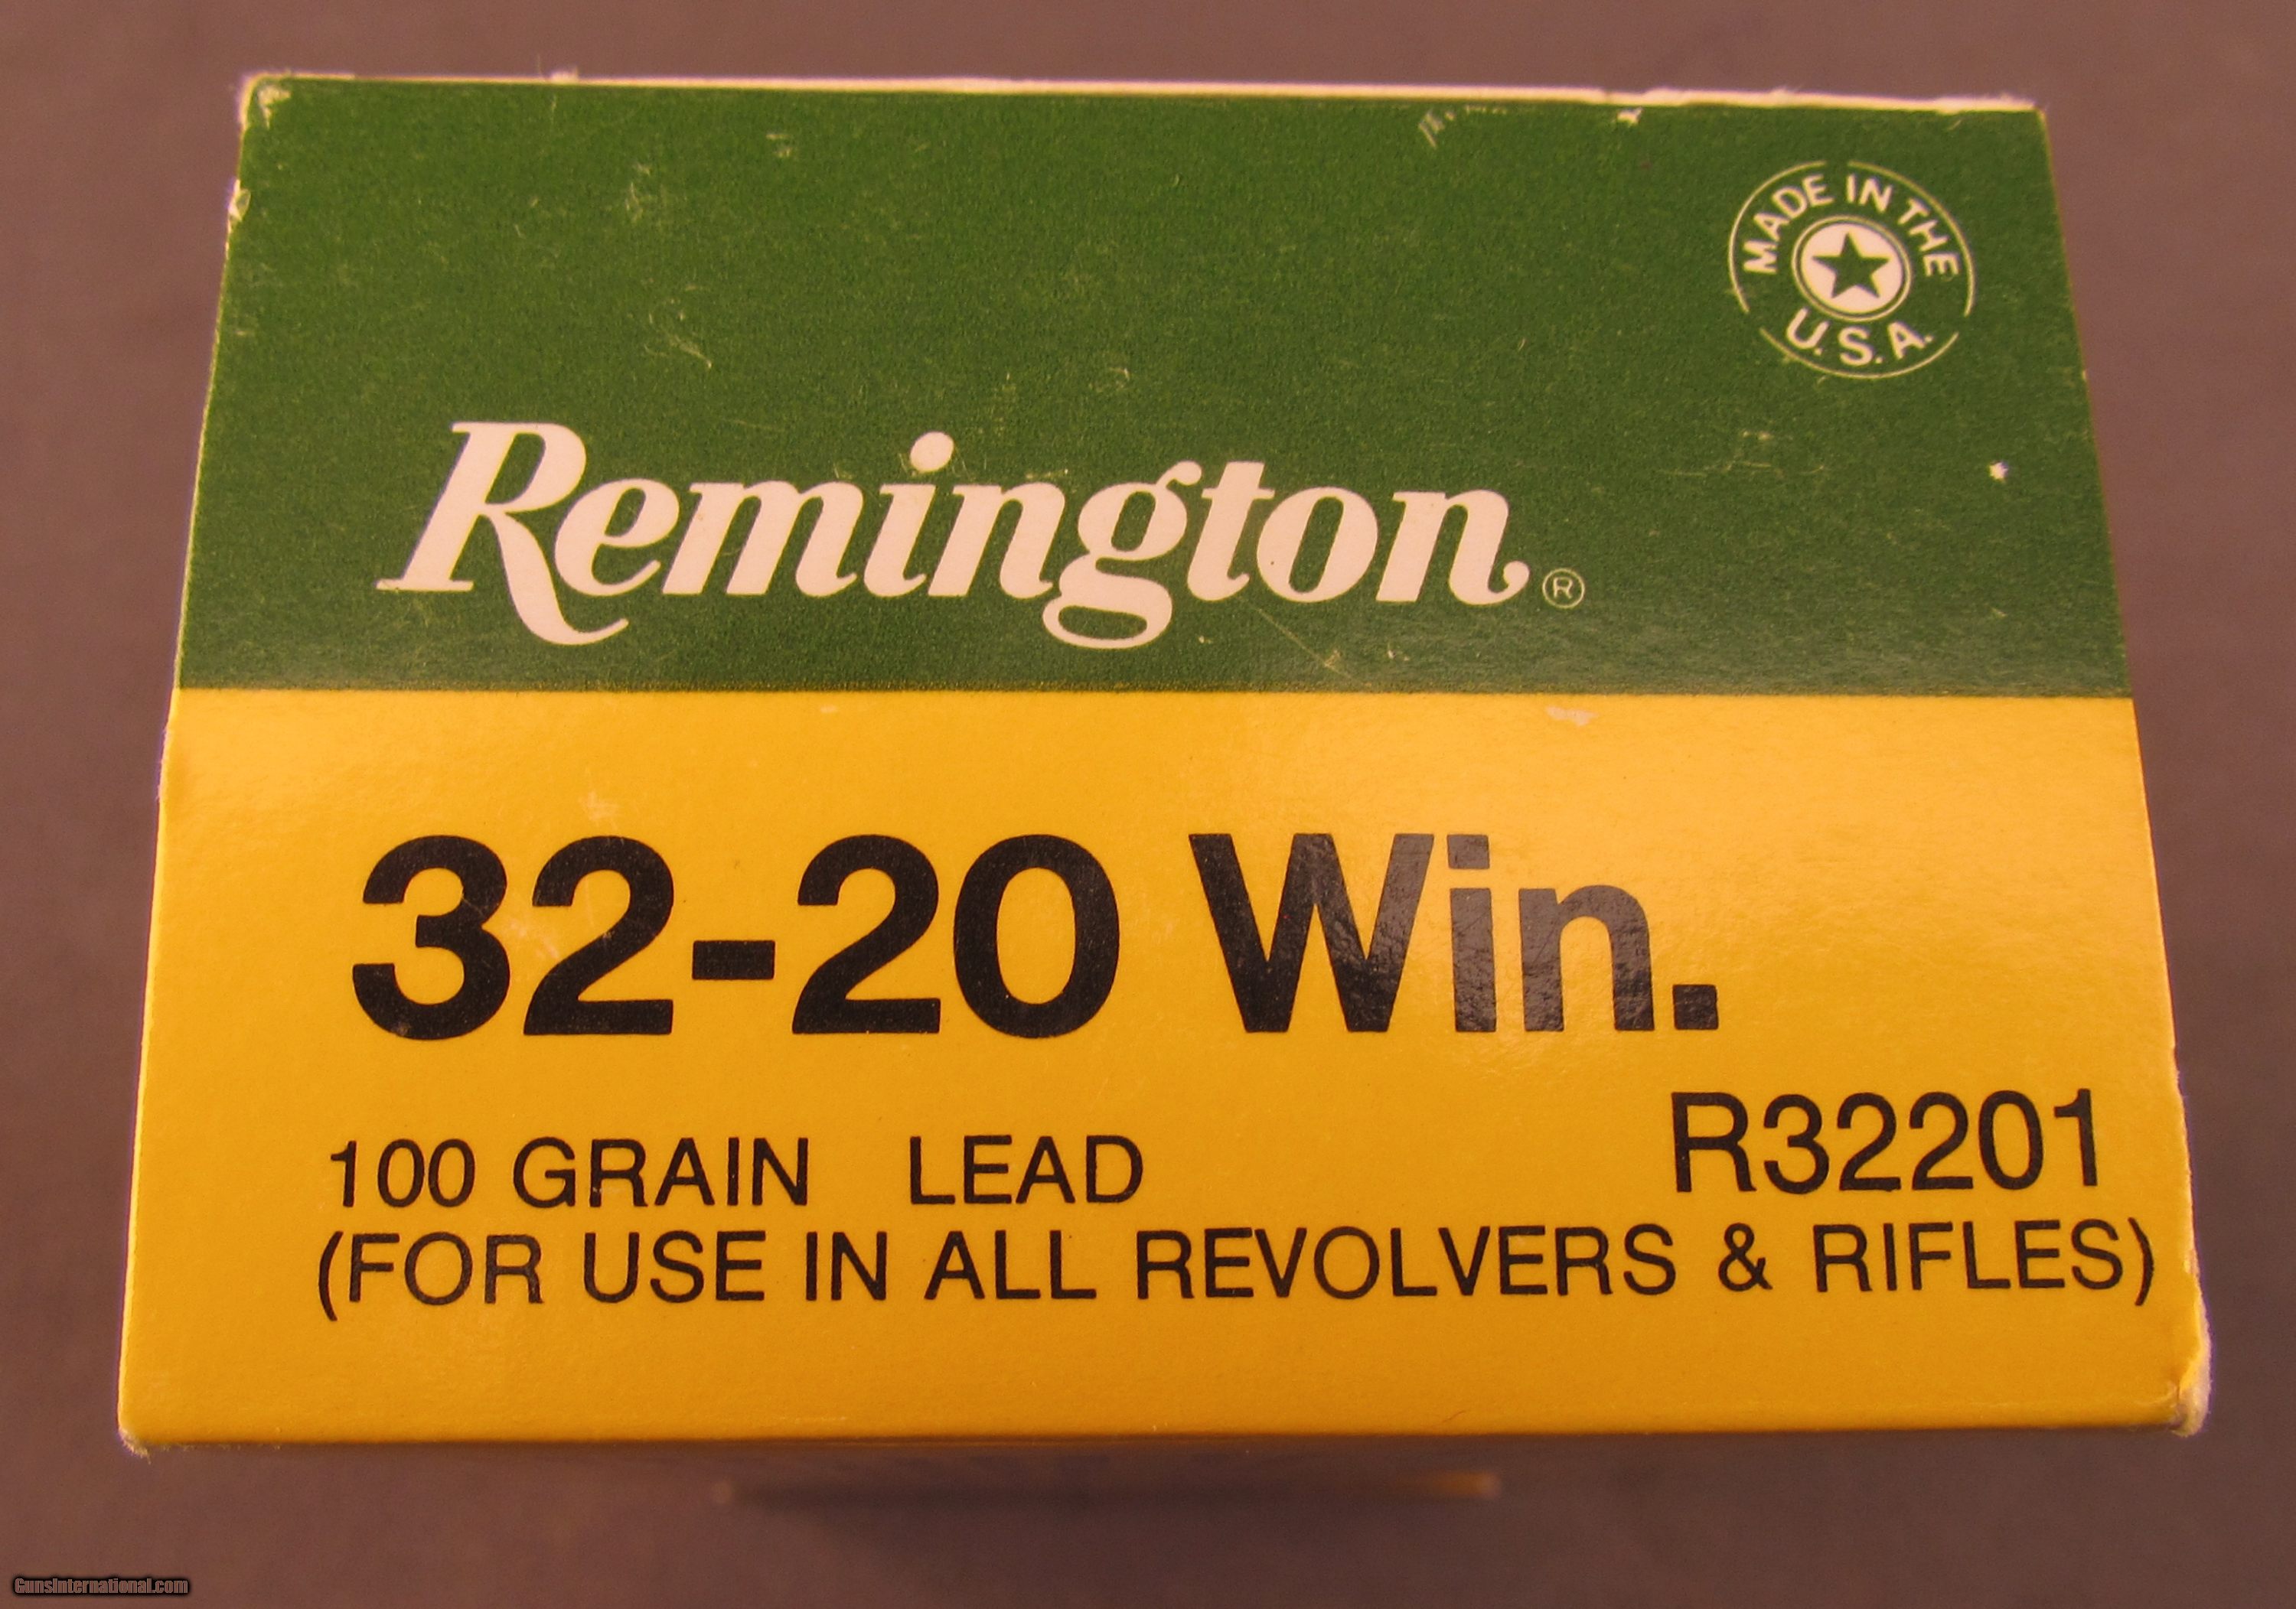 MADE IN THE
U.S.A.
Remington®
32-20 Win.
R32201
100 GRAIN LEAD
(FOR USE IN ALL REVOLVERS & RIFLES)
GunsInternational.com